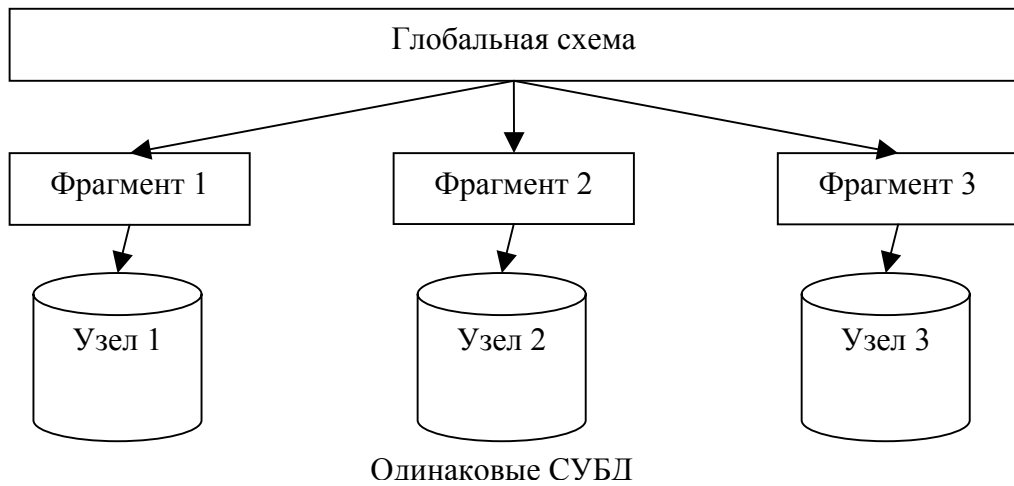 Глобальная схема
Фрагмент 1 Фрагмент 2 Фрагмент 3
Узел 1 Узел 2 Узел 3
Одинаковые СУБД